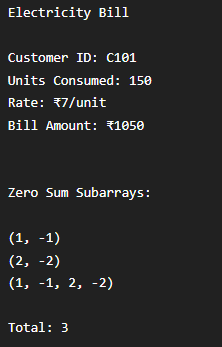 Electricity Bill
Customer ID: C101
Units Consumed: 150
Rate: ₹7/unit
Bill Amount: ₹1050
Zero Sum Subarrays:
(1, -1)
(2, -2)
(1, -1, 2, -2)
Total: 3